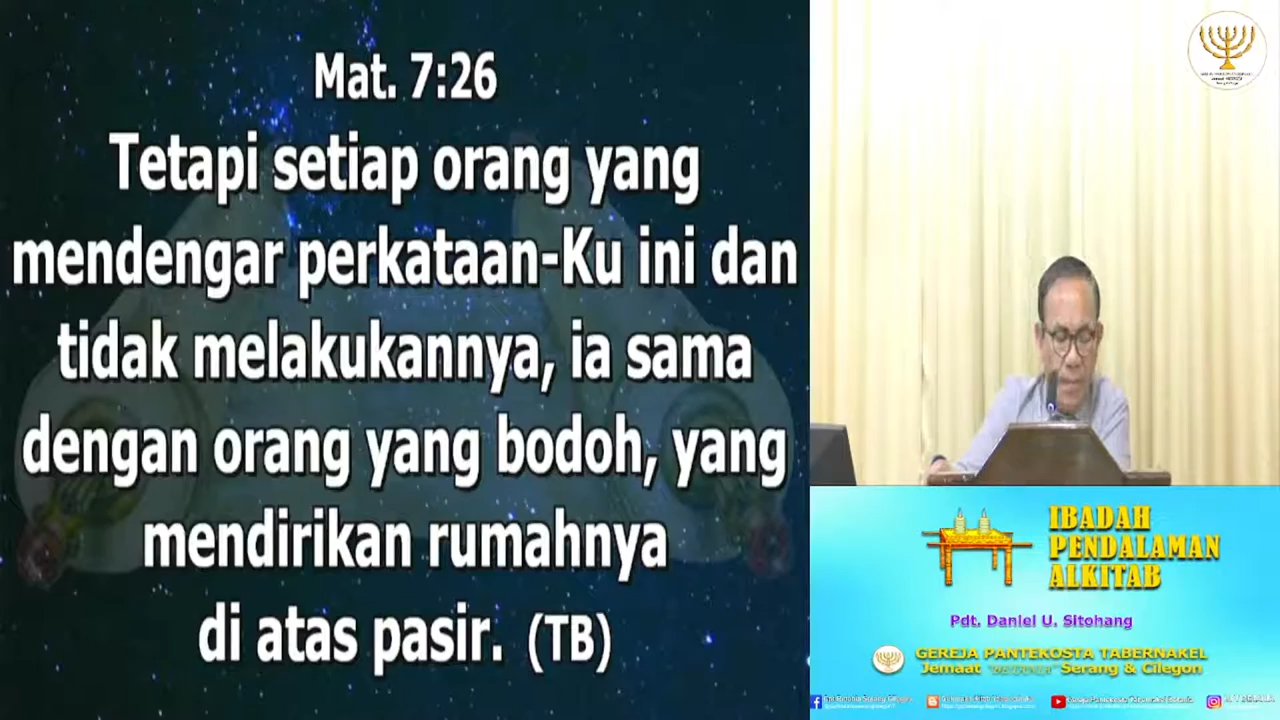 Mat. 7:26
Tetapi setiap orang yang
mendengar perkataan-Ku ini dan
tidak melakukannya, ia sama
dengan orang yang bodoh, yang
mendirikan rumahnya
di atas pasir. (TB)
IBADAH
PENDALAMAN
ALKITAB
Pdt. Daniel U. Sitohang
GEREJA PANTEKOSTA TABERNAKEL
Jemaat Serang & Cilegon